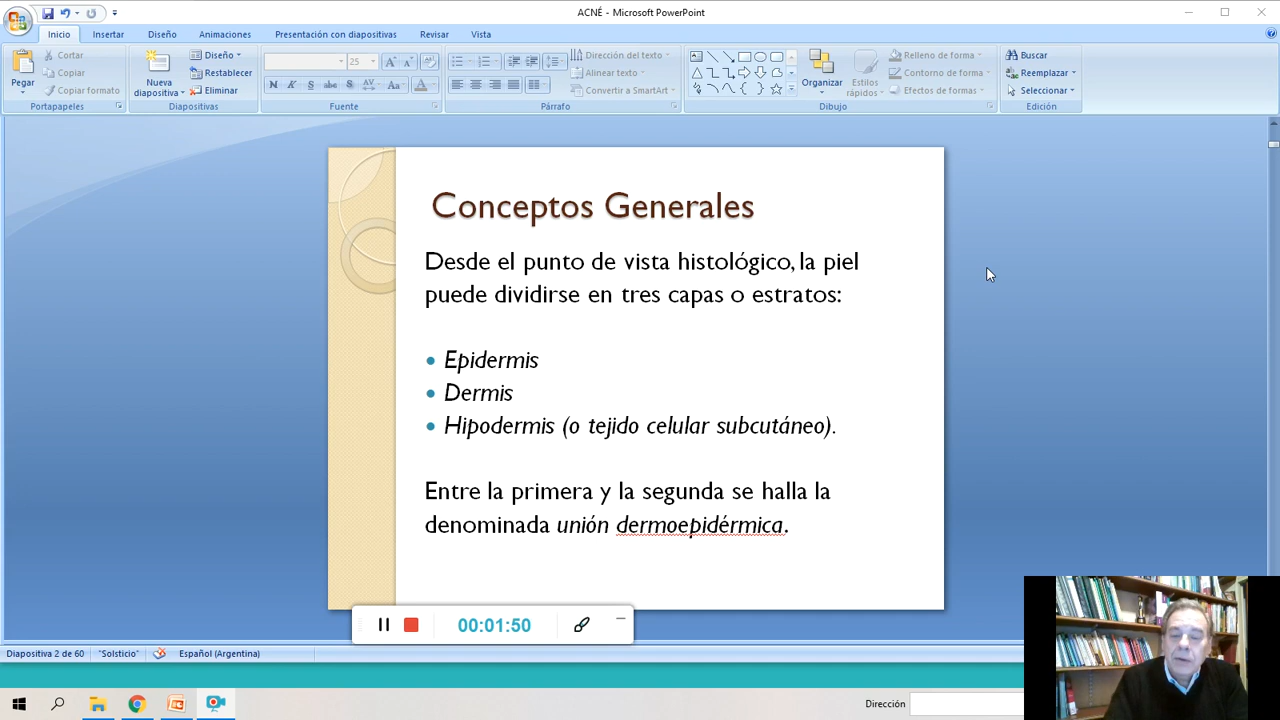 ACNÉ - Microsoft PowerPoint
Inicio Insertar Diseño Animaciones Presentación con diapositivas Revisar Vista
Pegar
Cortar
Copiar
Copiar formato
Portapapeles
Nueva diapositiva
Diseño
Restablecer
Eliminar
Diapositivas
25
N K S abc S AV Aa A
Fuente
Dirección del texto
Alinear texto
Convertir a SmartArt
Párrafo
Organizar
Estilos rápidos
Relleno de forma
Contorno de forma
Efectos de formas
Dibujo
Buscar
Reemplazar
Seleccionar
Edición
Conceptos Generales
Desde el punto de vista histológico, la piel
puede dividirse en tres capas o estratos:
• Epidermis
• Dermis
• Hipodermis (o tejido celular subcutáneo).
Entre la primera y la segunda se halla la
denominada unión dermoepidérmica.
00:01:50
Diapositiva 2 de 60 "Solsticio" Español (Argentina)
Dirección